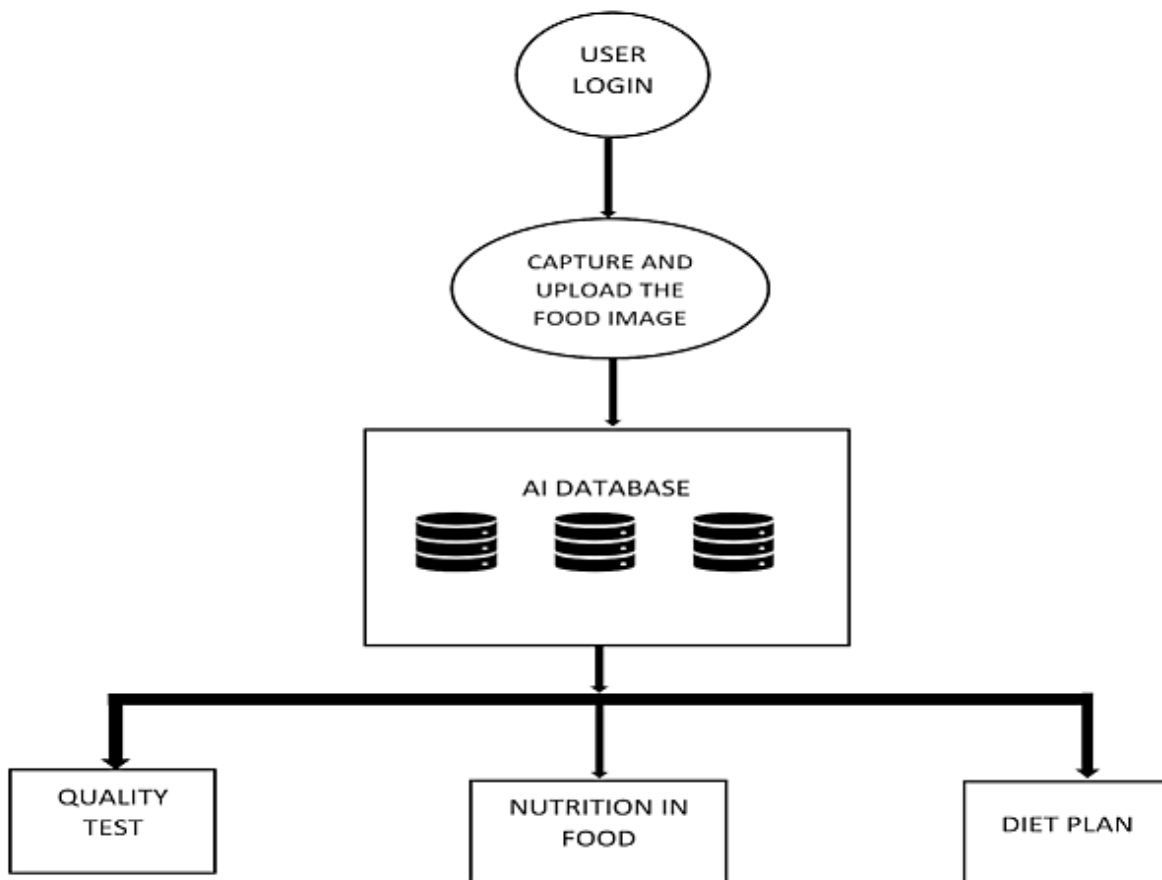 USER
LOGIN
CAPTURE AND
UPLOAD THE
FOOD IMAGE
AI DATABASE
QUALITY
TEST
NUTRITION IN
FOOD
DIET PLAN